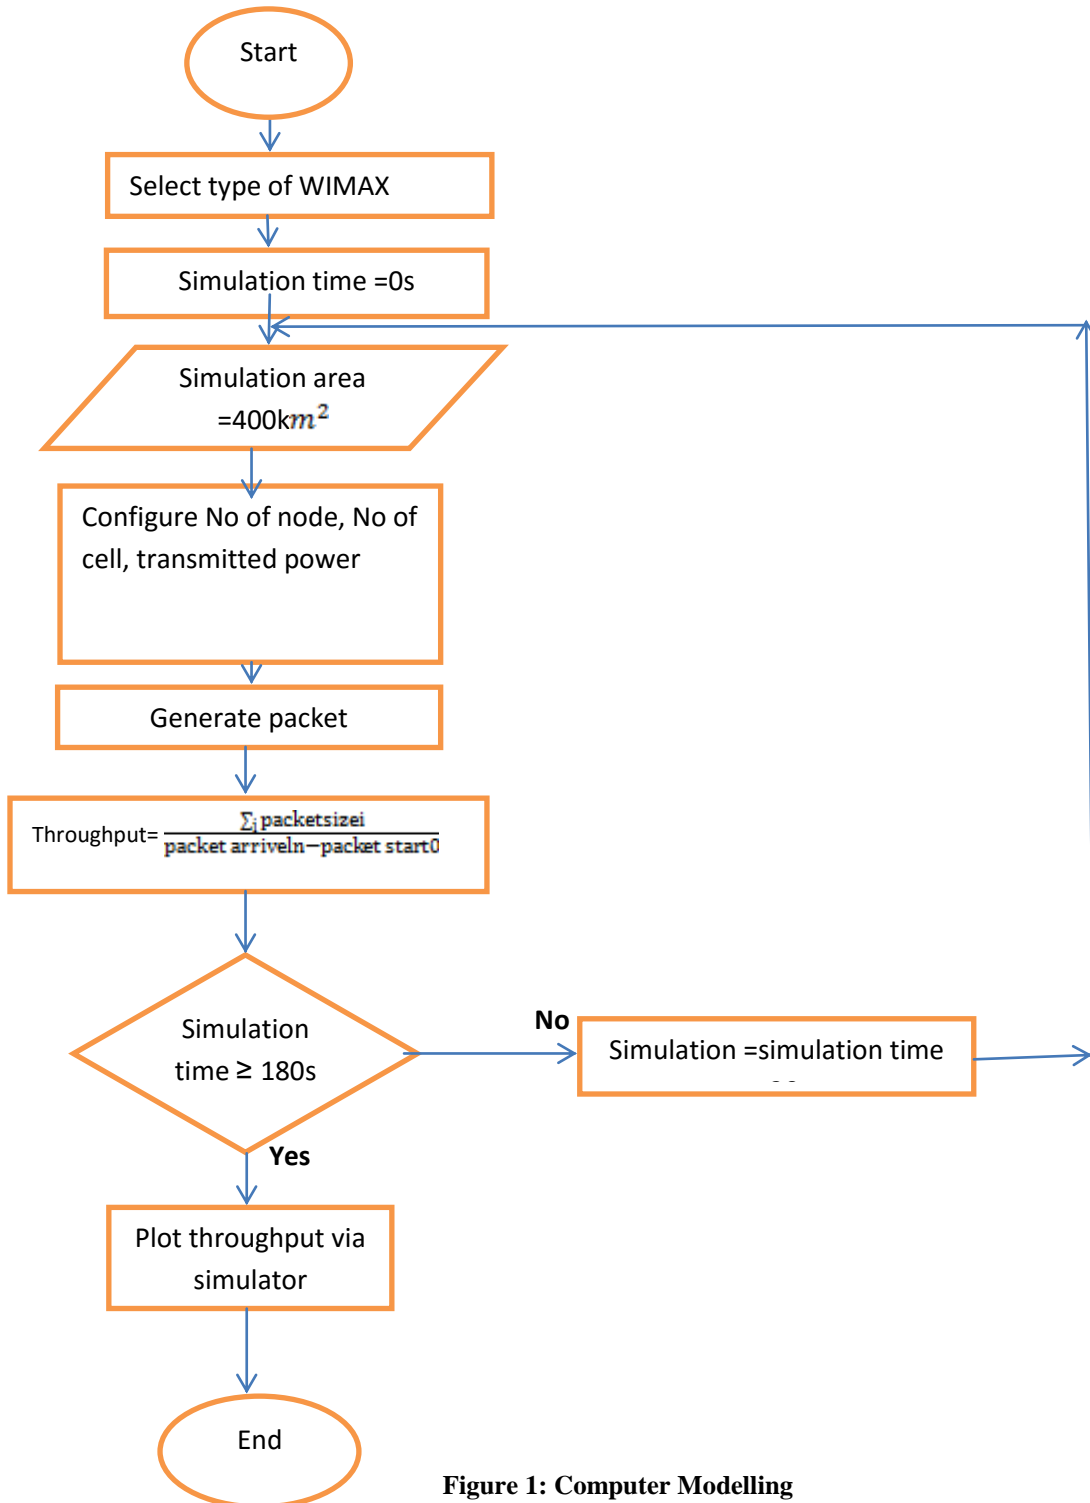 Start
Select type of WIMAX
Simulation time =0s
Simulation area
=400km²
Configure No of node, No of
cell, transmitted power
Generate packet
Throughput= ∑i packetsizei / packet arriveln−packet start0
Simulation
time ≥ 180s
No
Simulation =simulation time
Yes
Plot throughput via
simulator
End
Figure 1: Computer Modelling